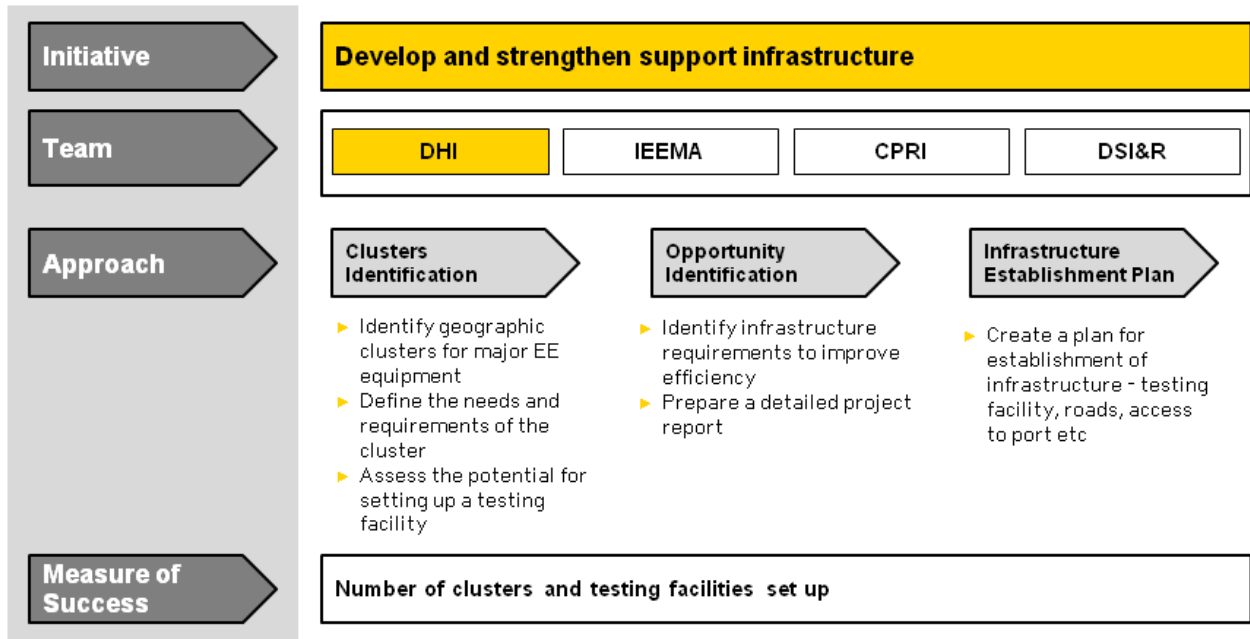 Initiative
Develop and strengthen support infrastructure
Team
DHI
IEEMA
CPRI
DSI&R
Approach
Clusters
Identification
► Identify geographic
clusters for major EE
equipment
► Define the needs and
requirements of the
cluster
► Assess the potential for
setting up a testing
facility
Opportunity
Identification
► Identify infrastructure
requirements to improve
efficiency
► Prepare a detailed project
report
Infrastructure
Establishment Plan
► Create a plan for
establishment of
infrastructure - testing
facility, roads, access
to port etc
Measure of
Success
Number of clusters and testing facilities set up